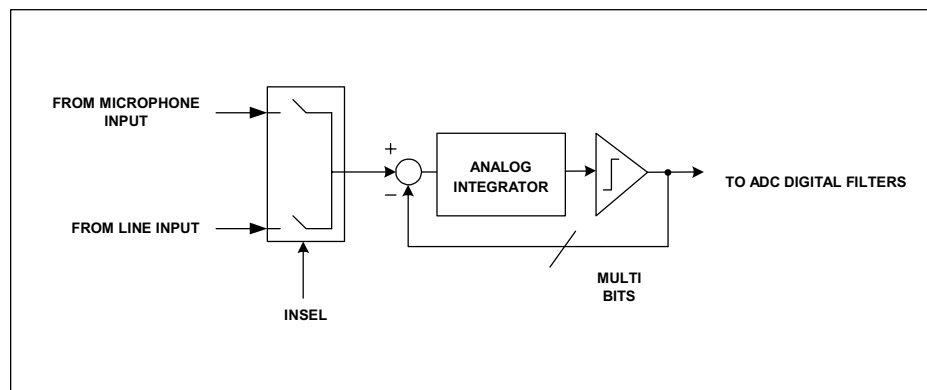 FROM MICROPHONE
INPUT
+
−
ANALOG
INTEGRATOR
TO ADC DIGITAL FILTERS
FROM LINE INPUT
MULTI
BITS
INSEL